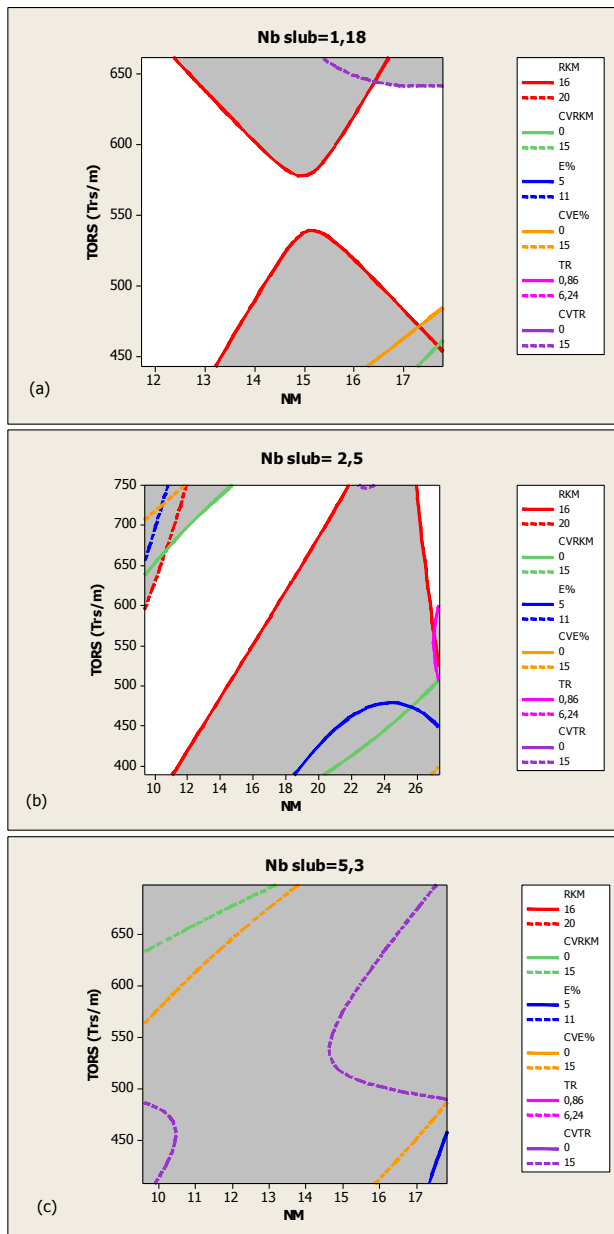 Nb slub=1,18
650
600
550
500
450
TORS (Trs/m)
12 13 14 15 16 17
NM
(a)
RKM
16
20
CVRKM
0
15
E%
5
11
CVE%
0
15
TR
0,86
6,24
CVTR
0
15
Nb slub= 2,5
750
700
650
600
550
500
450
400
TORS (Trs/m)
10 12 14 16 18 20 22 24 26
NM
(b)
RKM
16
20
CVRKM
0
15
E%
5
11
CVE%
0
15
TR
0,86
6,24
CVTR
0
15
Nb slub=5,3
650
600
550
500
450
TORS (Trs/m)
10 11 12 13 14 15 16 17
NM
(c)
RKM
16
20
CVRKM
0
15
E%
5
11
CVE%
0
15
TR
0,86
6,24
CVTR
0
15